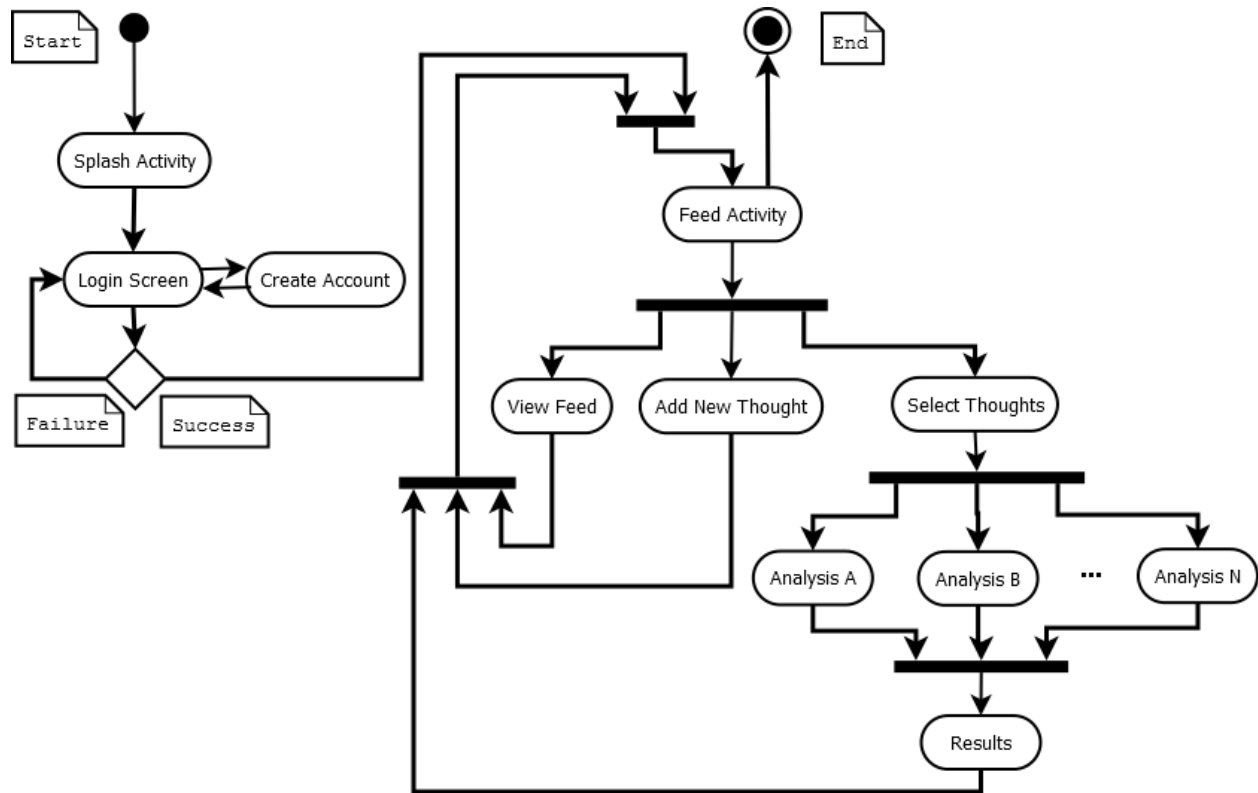 Start
End
Splash Activity
Feed Activity
Login Screen
Create Account
View Feed
Add New Thought
Select Thoughts
Failure
Success
Analysis A
Analysis B
...
Analysis N
Results